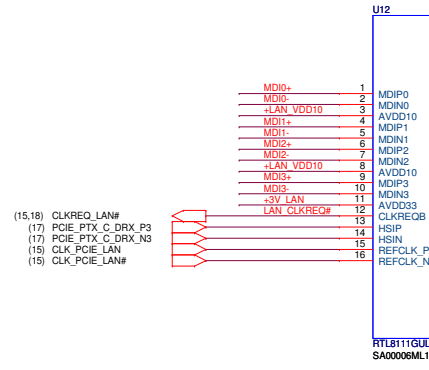 U12
MDI0+ 1 MDIP0
MDI0- 2 MDIN0
+LAN_VDD10 3 AVDD10
MDI1+ 4 MDIP1
MDI1- 5 MDIN1
MDI2+ 6 MDIP2
MDI2- 7 MDIN2
+LAN_VDD10 8 AVDD10
MDI3+ 9 MDIP3
MDI3- 10 MDIN3
+3V_LAN 11 AVDD33
(15,18) CLKREQ_LAN# LAN_CLKREQ# 12 CLKREQB
(17) PCIE_PTX_C_DRX_P3 13 HSIP
(17) PCIE_PTX_C_DRX_N3 14 HSIN
(15) CLK_PCIE_LAN 15 REFCLK_P
(15) CLK_PCIE_LAN# 16 REFCLK_N
RTL8111GUL
SA00006ML1